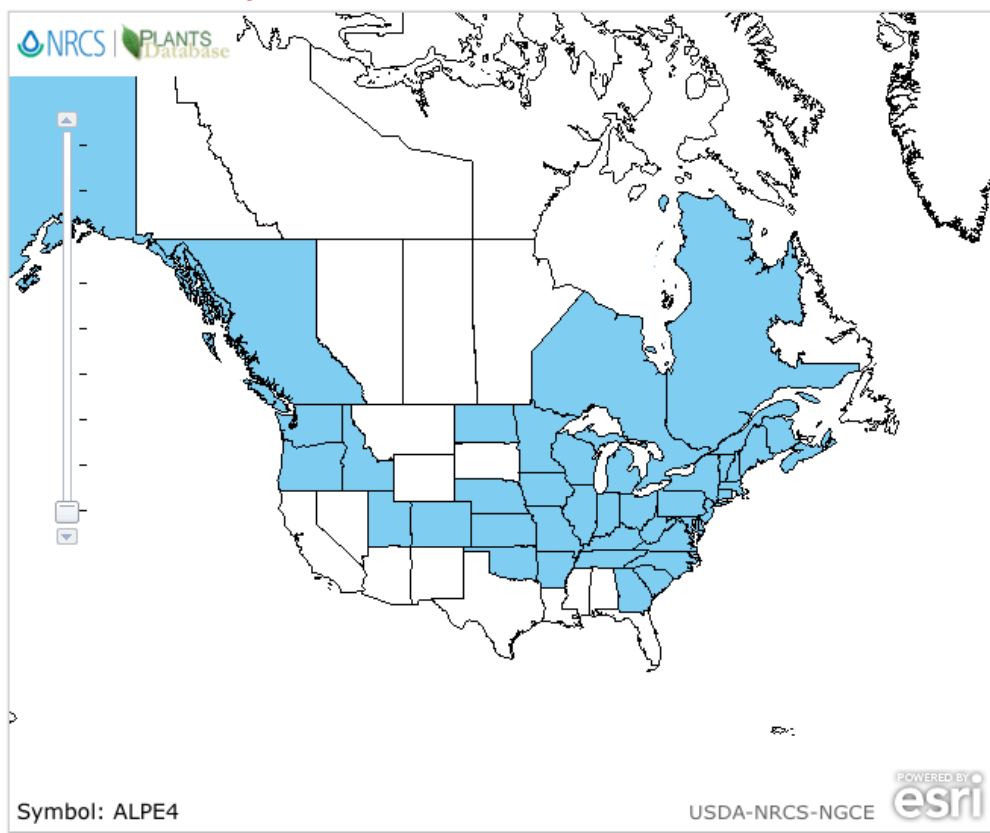 NRCS | PLANTS
Database
Symbol: ALPE4
USDA-NRCS-NGCE
POWERED BY
esri